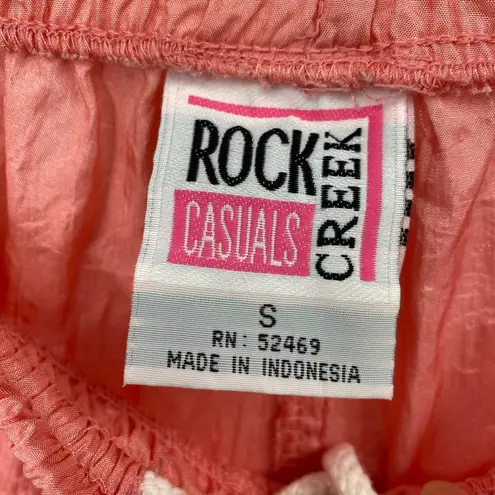 ROCK
CREEK
CASUALS
S
RN: 52469
MADE IN INDONESIA